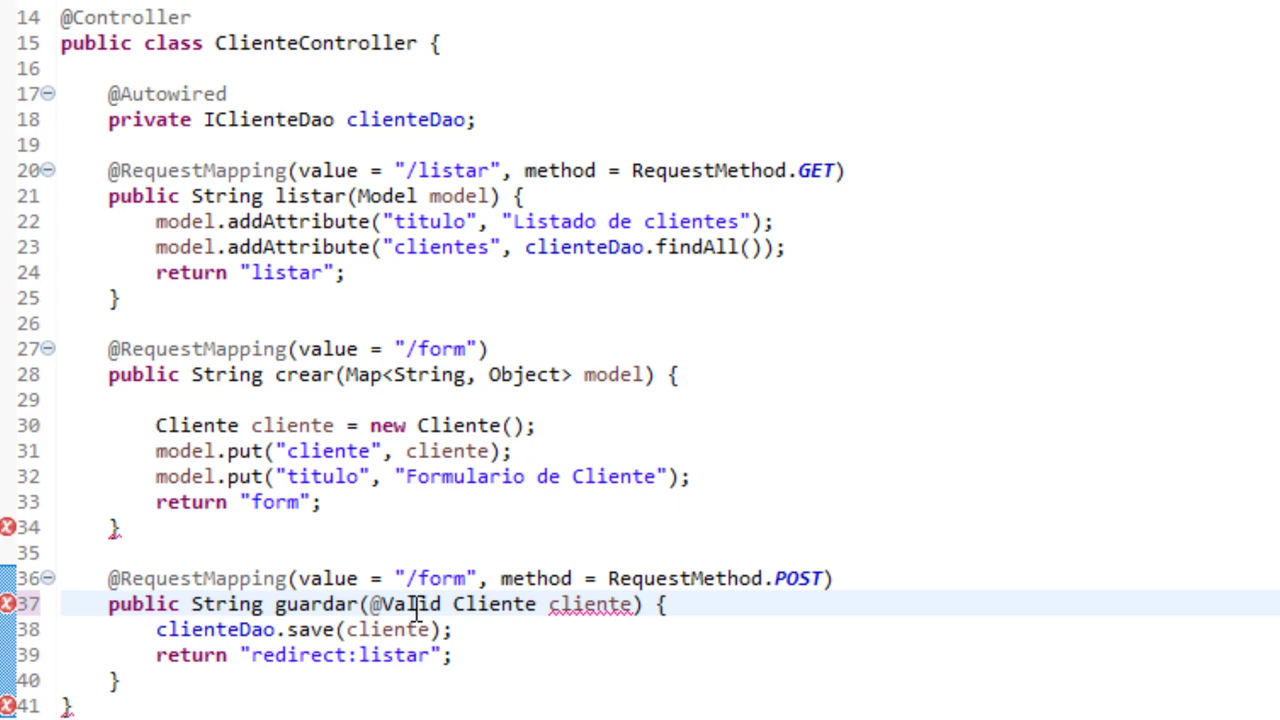 14 @Controller
15 public class ClienteController {
16
17 @Autowired
18 private IClienteDao clienteDao;
19
20 @RequestMapping(value = "/listar", method = RequestMethod.GET)
21 public String listar(Model model) {
22 model.addAttribute("titulo", "Listado de clientes");
23 model.addAttribute("clientes", clienteDao.findAll());
24 return "listar";
25 }
26
27 @RequestMapping(value = "/form")
28 public String crear(Map<String, Object> model) {
29
30 Cliente cliente = new Cliente();
31 model.put("cliente", cliente);
32 model.put("titulo", "Formulario de Cliente");
33 return "form";
34 }
35
36 @RequestMapping(value = "/form", method = RequestMethod.POST)
37 public String guardar(@Valid Cliente cliente) {
38 clienteDao.save(cliente);
39 return "redirect:listar";
40 }
41 }